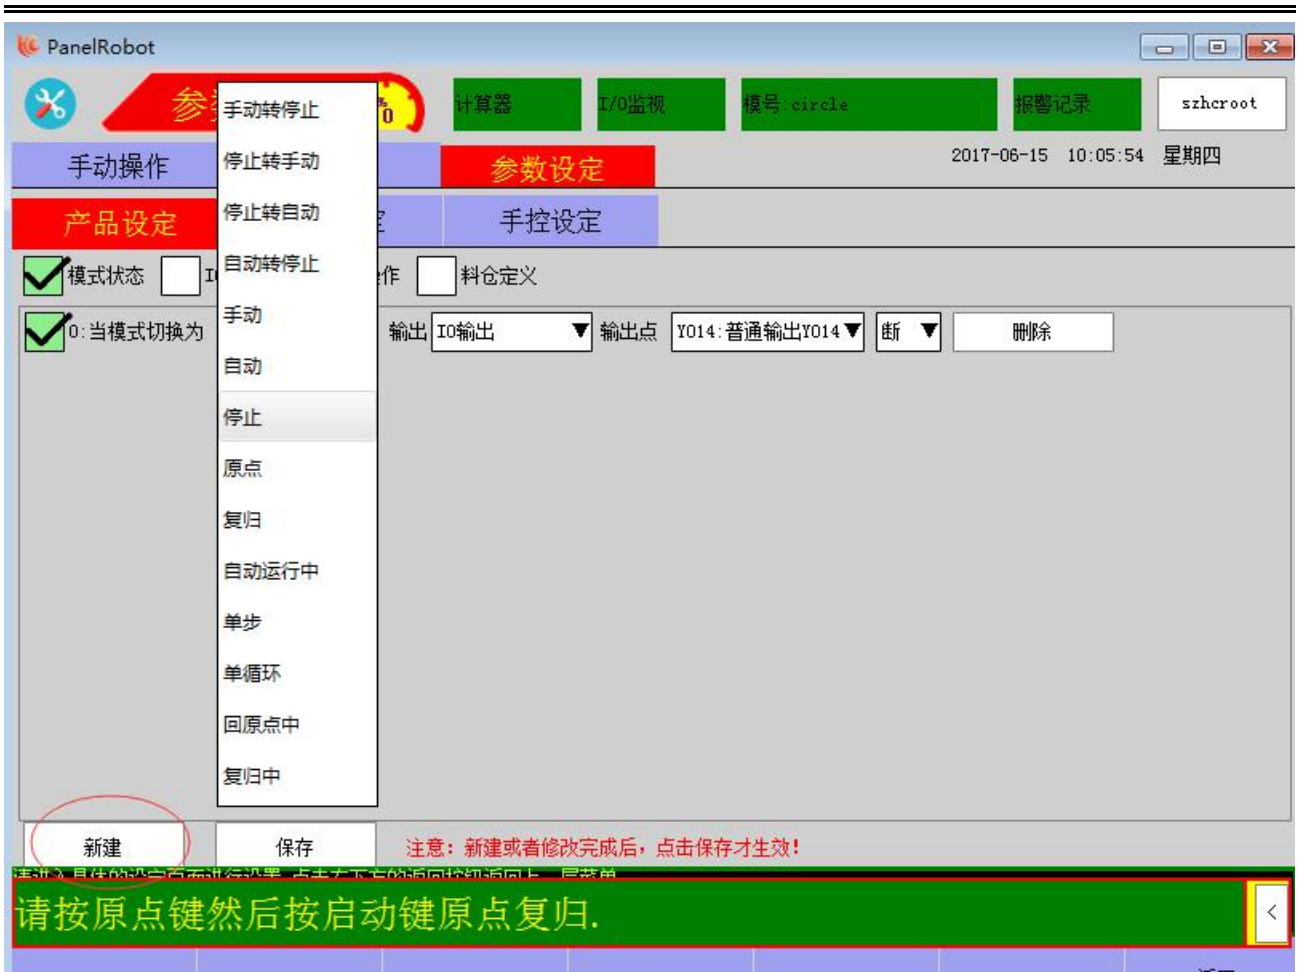 PanelRobot
手动转停止
停止转手动
停止转自动
自动转停止
手动
自动
停止
原点
复归
自动运行中
单步
单循环
回原点中
复归中
计算器 I/O监视 模号:circle 报警记录 szhcroot
手动操作 参数设定 2017-06-15 10:05:54 星期四
产品设定 手控设定
模式状态 料仓定义
0:当模式切换为 输出 IO输出 输出点 Y014:普通输出Y014 断 删除
新建 保存 注意：新建或者修改完成后，点击保存才生效！
请按原点键然后按启动键原点复归.
<